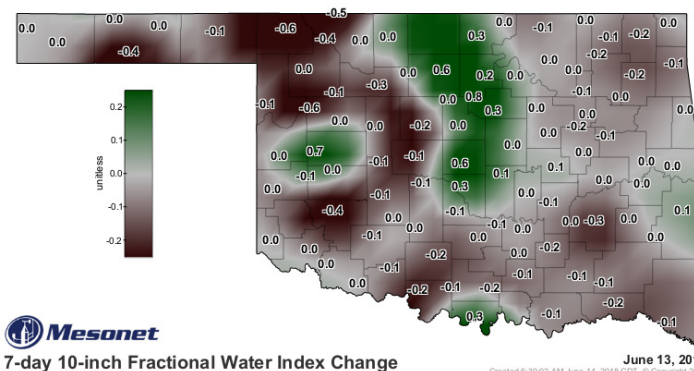 -0.5
0.0 0.0 0.0 -0.1 -0.6 0.3 0.0 0.0 0.0
0.0 -0.4 0.0 0.0 -0.1 -0.1 -0.2
-0.4 -0.2
0.0 0.0 0.6 0.2 0.0 0.0 0.0 -0.2 -0.1
-0.1 -0.3 -0.1
-0.1 -0.6 0.0 0.8 0.3 0.0 0.0 0.0
0.2 0.0 0.0 -0.2 0.0 0.0 -0.2 -0.1
0.1 0.7 -0.1 -0.1 0.6 0.0 0.0
unitless 0.0 -0.1 0.0 0.1 0.1 0.0 0.0 0.0
0.0 -0.1 0.3 0.0 -0.1
-0.1 -0.4 0.0 -0.1 0.0 -0.3 0.0 0.1
-0.2 0.0 0.0 -0.1 0.0 -0.1 -0.1 0.0 0.0 0.0
0.0 -0.2 0.0 -0.2
0.0 -0.1 -0.1
0.0 -0.2 -0.1 -0.2 -0.1 -0.1
0.3 -0.1 -0.2 -0.1
Mesonet
7-day 10-inch Fractional Water Index Change
June 13, 20